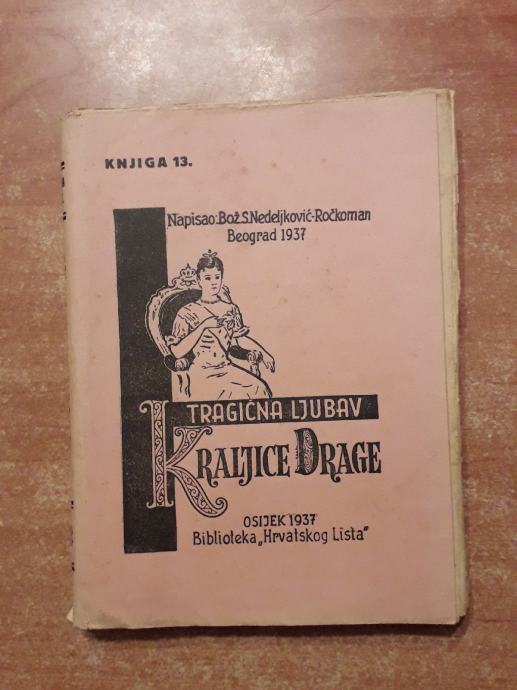 KNJIGA 13.
Napisao:Bož.S.Nedeljković-Ročkoman
Beograd 1937
TRAGIČNA LJUBAV
KRALJICE DRAGE
OSIJEK 1937
Biblioteka „Hrvatskog Lista"